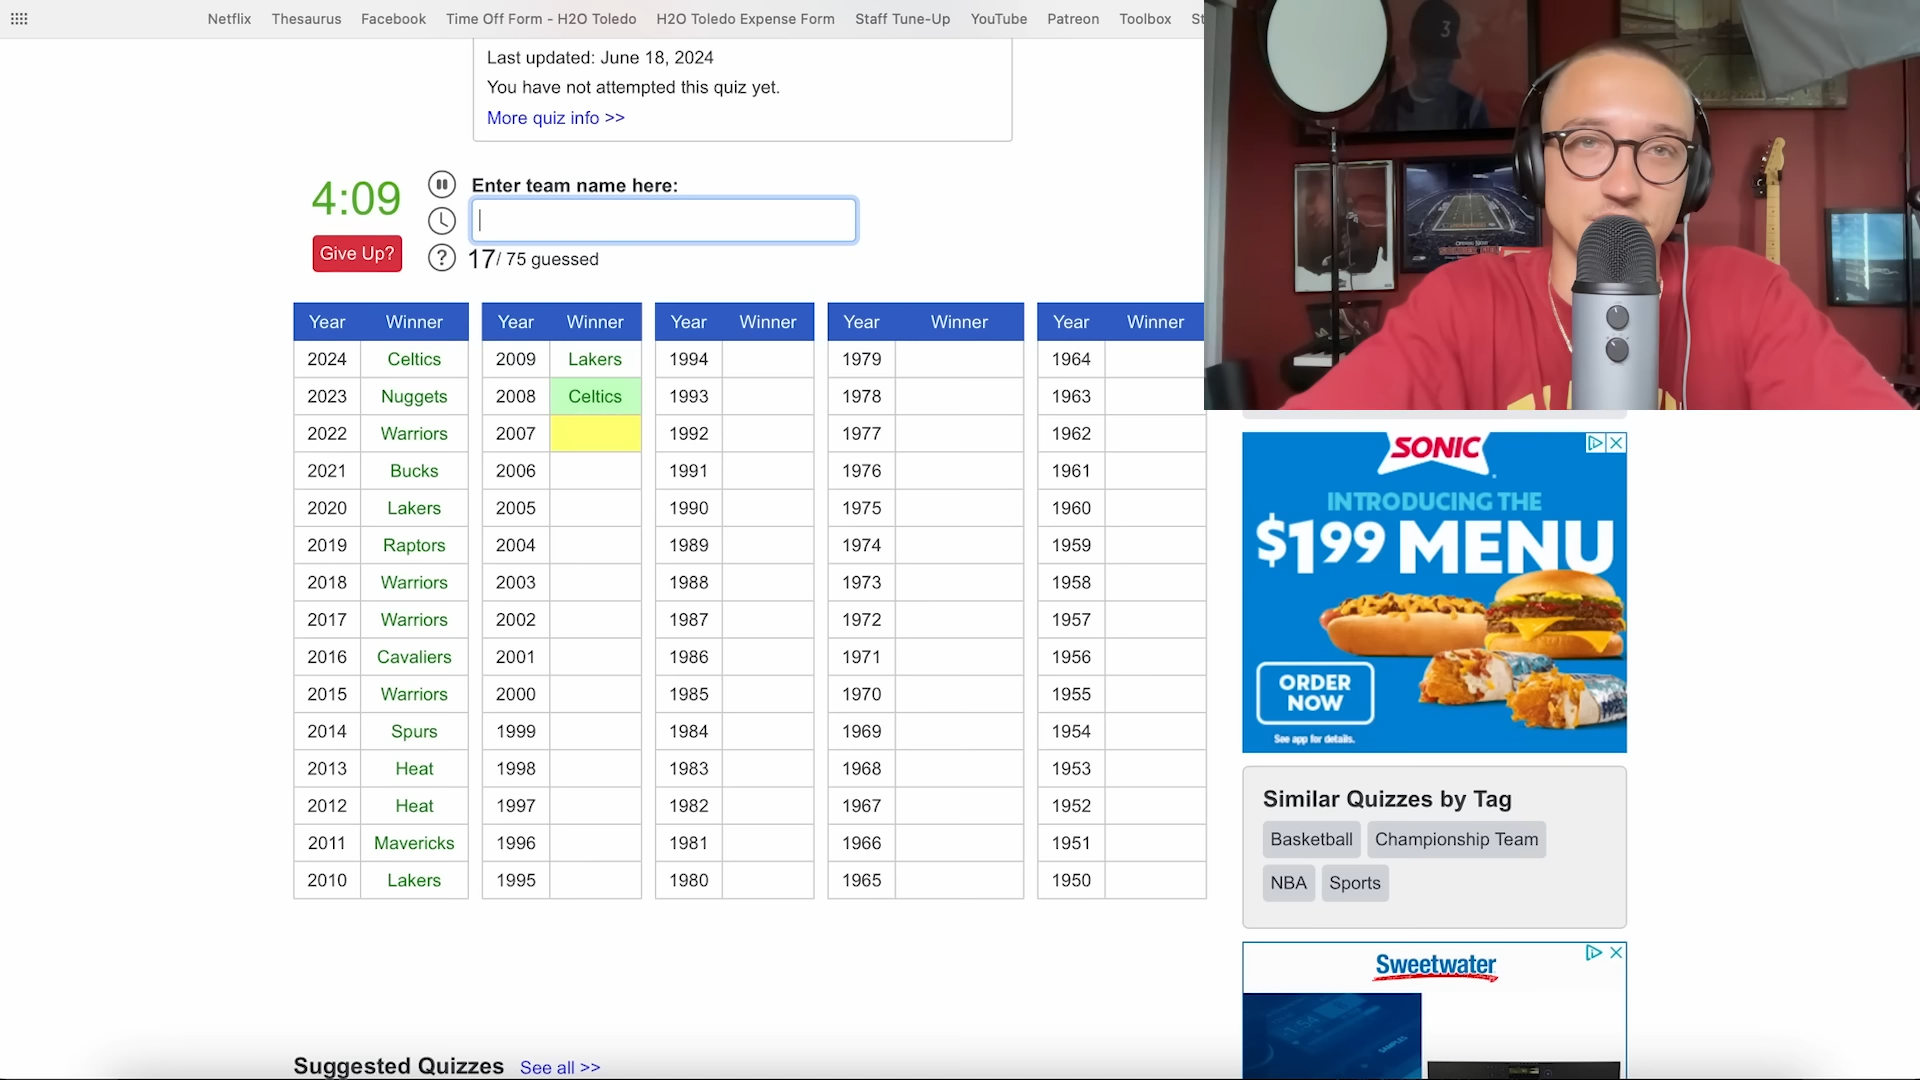 Netflix Thesaurus Facebook Time Off Form - H2O Toledo H2O Toledo Expense Form Staff Tune-Up YouTube Patreon Toolbox St
Last updated: June 18, 2024
You have not attempted this quiz yet.
More quiz info >>
4:09
Give Up?
Enter team name here:
17/ 75 guessed
Year Winner Year Winner Year Winner Year Winner Year Winner
2024 Celtics 2009 Lakers 1994 1979 1964
2023 Nuggets 2008 Celtics 1993 1978 1963
2022 Warriors 2007 1992 1977 1962
2021 Bucks 2006 1991 1976 1961
2020 Lakers 2005 1990 1975 1960
2019 Raptors 2004 1989 1974 1959
2018 Warriors 2003 1988 1973 1958
2017 Warriors 2002 1987 1972 1957
2016 Cavaliers 2001 1986 1971 1956
2015 Warriors 2000 1985 1970 1955
2014 Spurs 1999 1984 1969 1954
2013 Heat 1998 1983 1968 1953
2012 Heat 1997 1982 1967 1952
2011 Mavericks 1996 1981 1966 1951
2010 Lakers 1995 1980 1965 1950
Suggested Quizzes See all >>
3
SONIC
INTRODUCING THE
$199 MENU
ORDER
NOW
See app for details.
Similar Quizzes by Tag
Basketball Championship Team
NBA Sports
Sweetwater